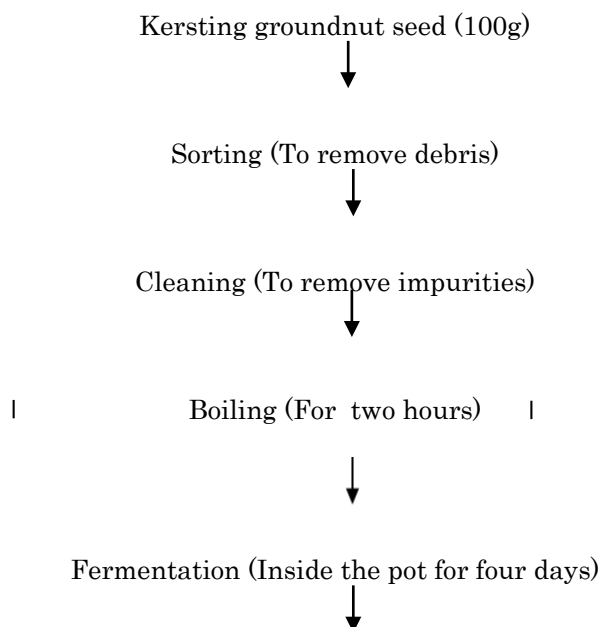 Kersting groundnut seed (100g)
Sorting (To remove debris)
Cleaning (To remove impurities)
Boiling (For two hours)
Fermentation (Inside the pot for four days)